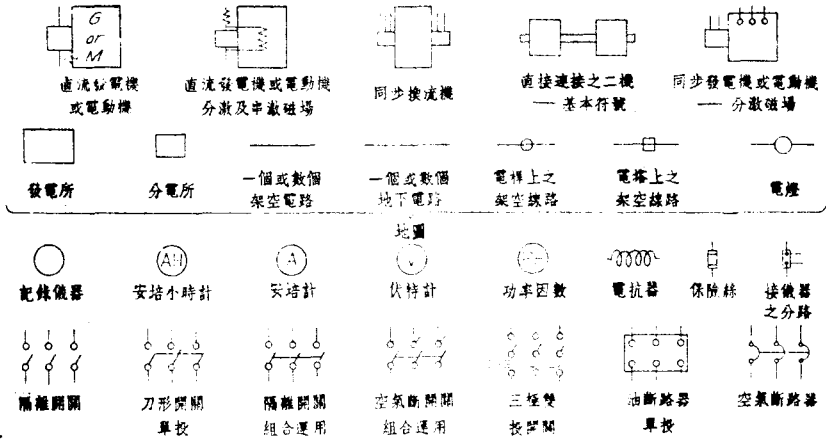 G
or
M
直流發電機
或電動機
直流發電機或電動機
分激及串激磁場
同步換流機
直接連接之二機
— 基本符號
同步發電機或電動機
— 分激磁場
發電所
分電所
一個或數個
架空電路
一個或數個
地下電路
電桿上之
架空線路
電塔上之
架空線路
電燈
地圖
AH
A
V
記錄儀器
安培小時計
安培計
伏特計
功率因數
電抗器
保險絲
接儀器
之分路
隔離開關
刀形開關
單投
隔離開關
組合運用
空氣斷開關
組合運用
三極雙
投開關
油斷路器
單投
空氣斷路器